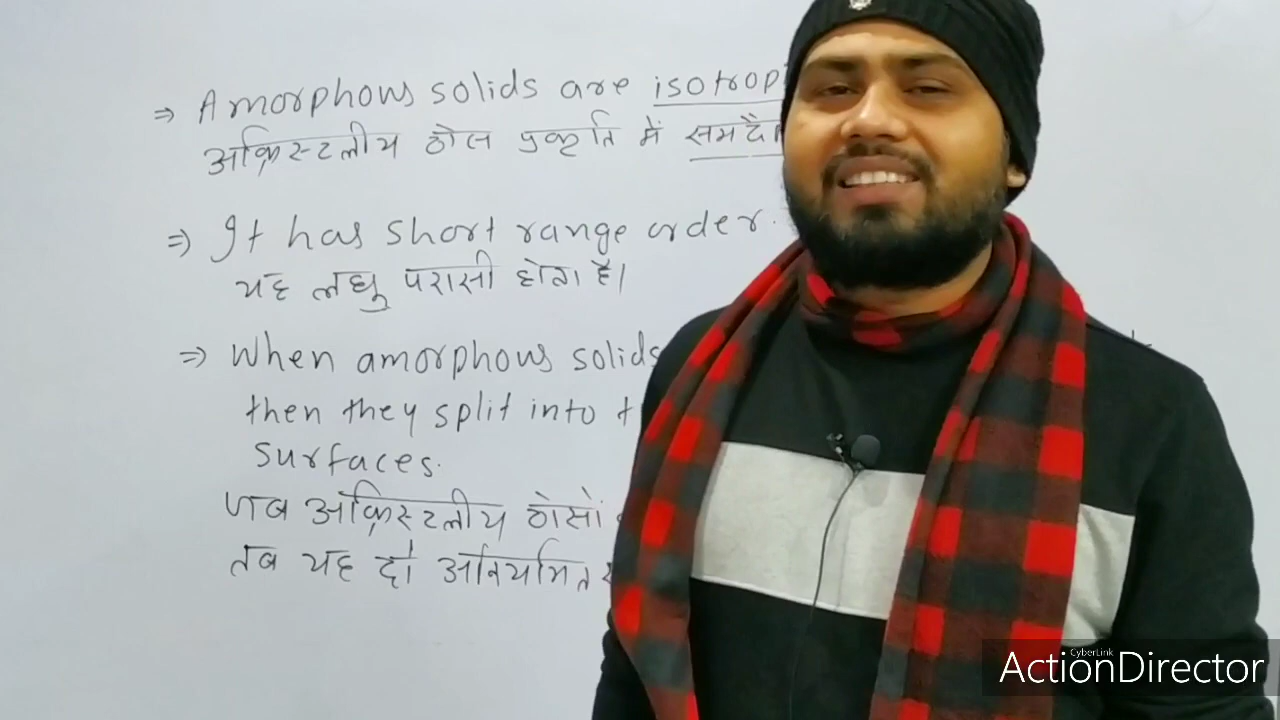 ⇒ Amorphous solids are isotrop
अक्रिस्टलीय ठोस प्रकृति में समदै
⇒ It has short range order.
यह लघु परासी होता है।
⇒ When amorphous solids
then they split into
surfaces.
जब अक्रिस्टलीय ठोसों
तब यह दो अनियमित
CyberLink
ActionDirector